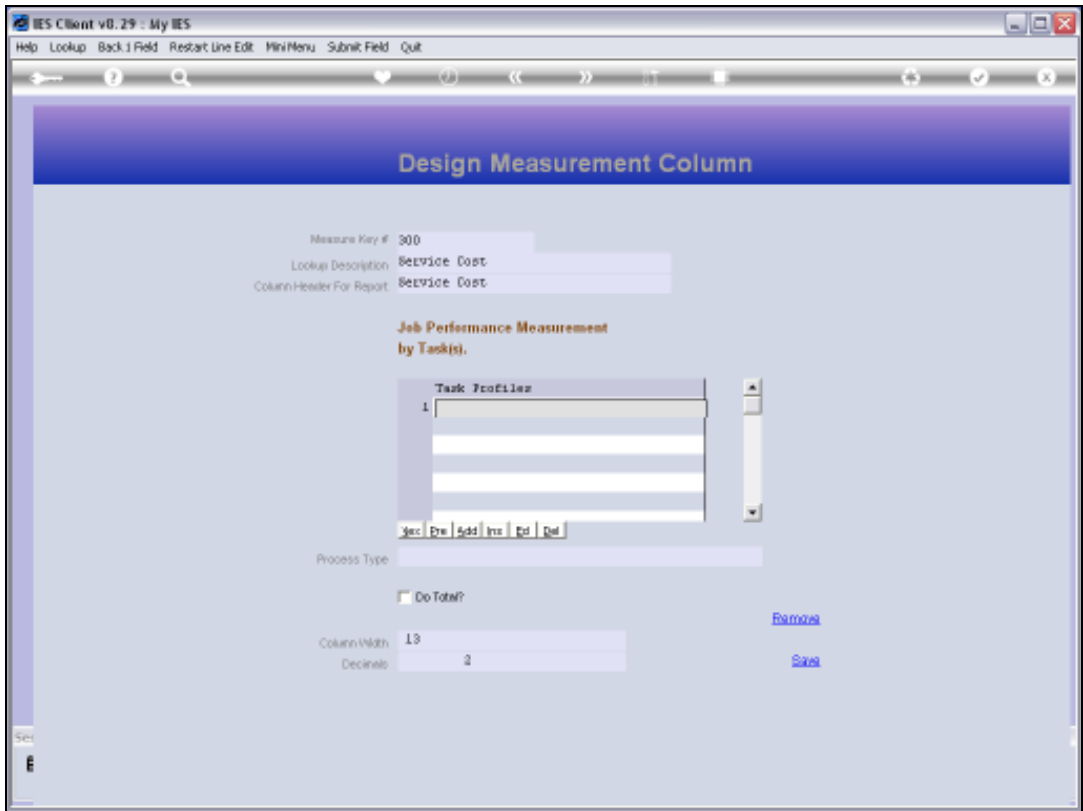 IES Client v8.29 : My IES
Help Lookup Back 1 Field Restart Line Edit MiniMenu Submit Field Quit
Design Measurement Column
Measure Key # 300
Lookup Description Service Cost
Column Header For Report Service Cost
Job Performance Measurement
by Task(s).
Task Profiles
1
Nex Pre Add Ins Ed Del
Process Type
Do Total?
Remove
Column Width 13
Decimals 2
Save
Ses